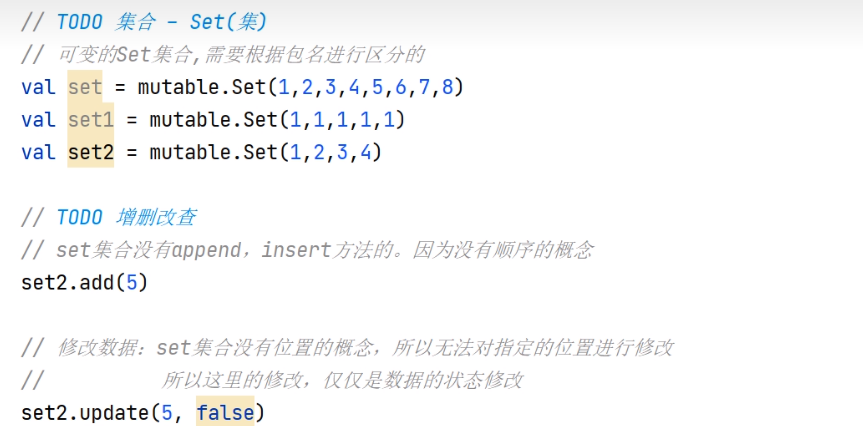 // TODO 集合 - Set(集)
// 可变的Set集合,需要根据包名进行区分的
val set = mutable.Set(1,2,3,4,5,6,7,8)
val set1 = mutable.Set(1,1,1,1,1)
val set2 = mutable.Set(1,2,3,4)
// TODO 增删改查
// set集合没有append，insert方法的。因为没有顺序的概念
set2.add(5)
// 修改数据：set集合没有位置的概念，所以无法对指定的位置进行修改
// 所以这里的修改，仅仅是数据的状态修改
set2.update(5, false)